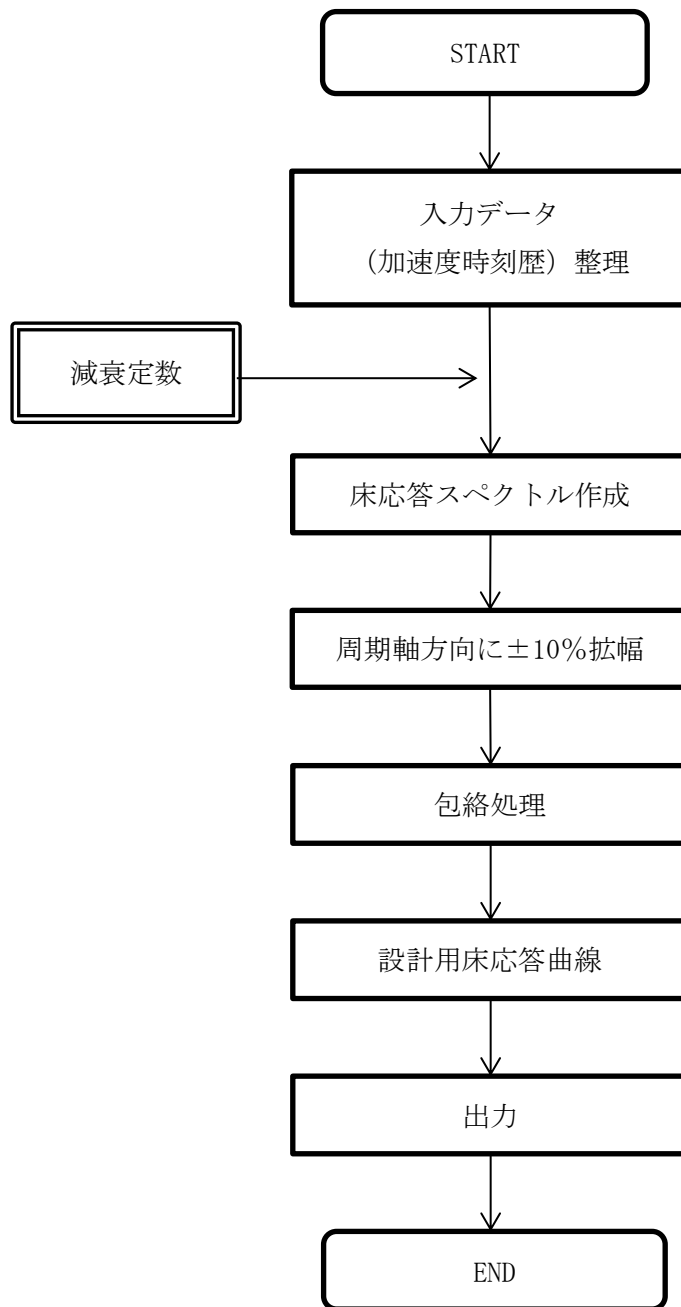 START
入力データ
（加速度時刻歴）整理
減衰定数
床応答スペクトル作成
周期軸方向に±10％拡幅
包絡処理
設計用床応答曲線
出力
END